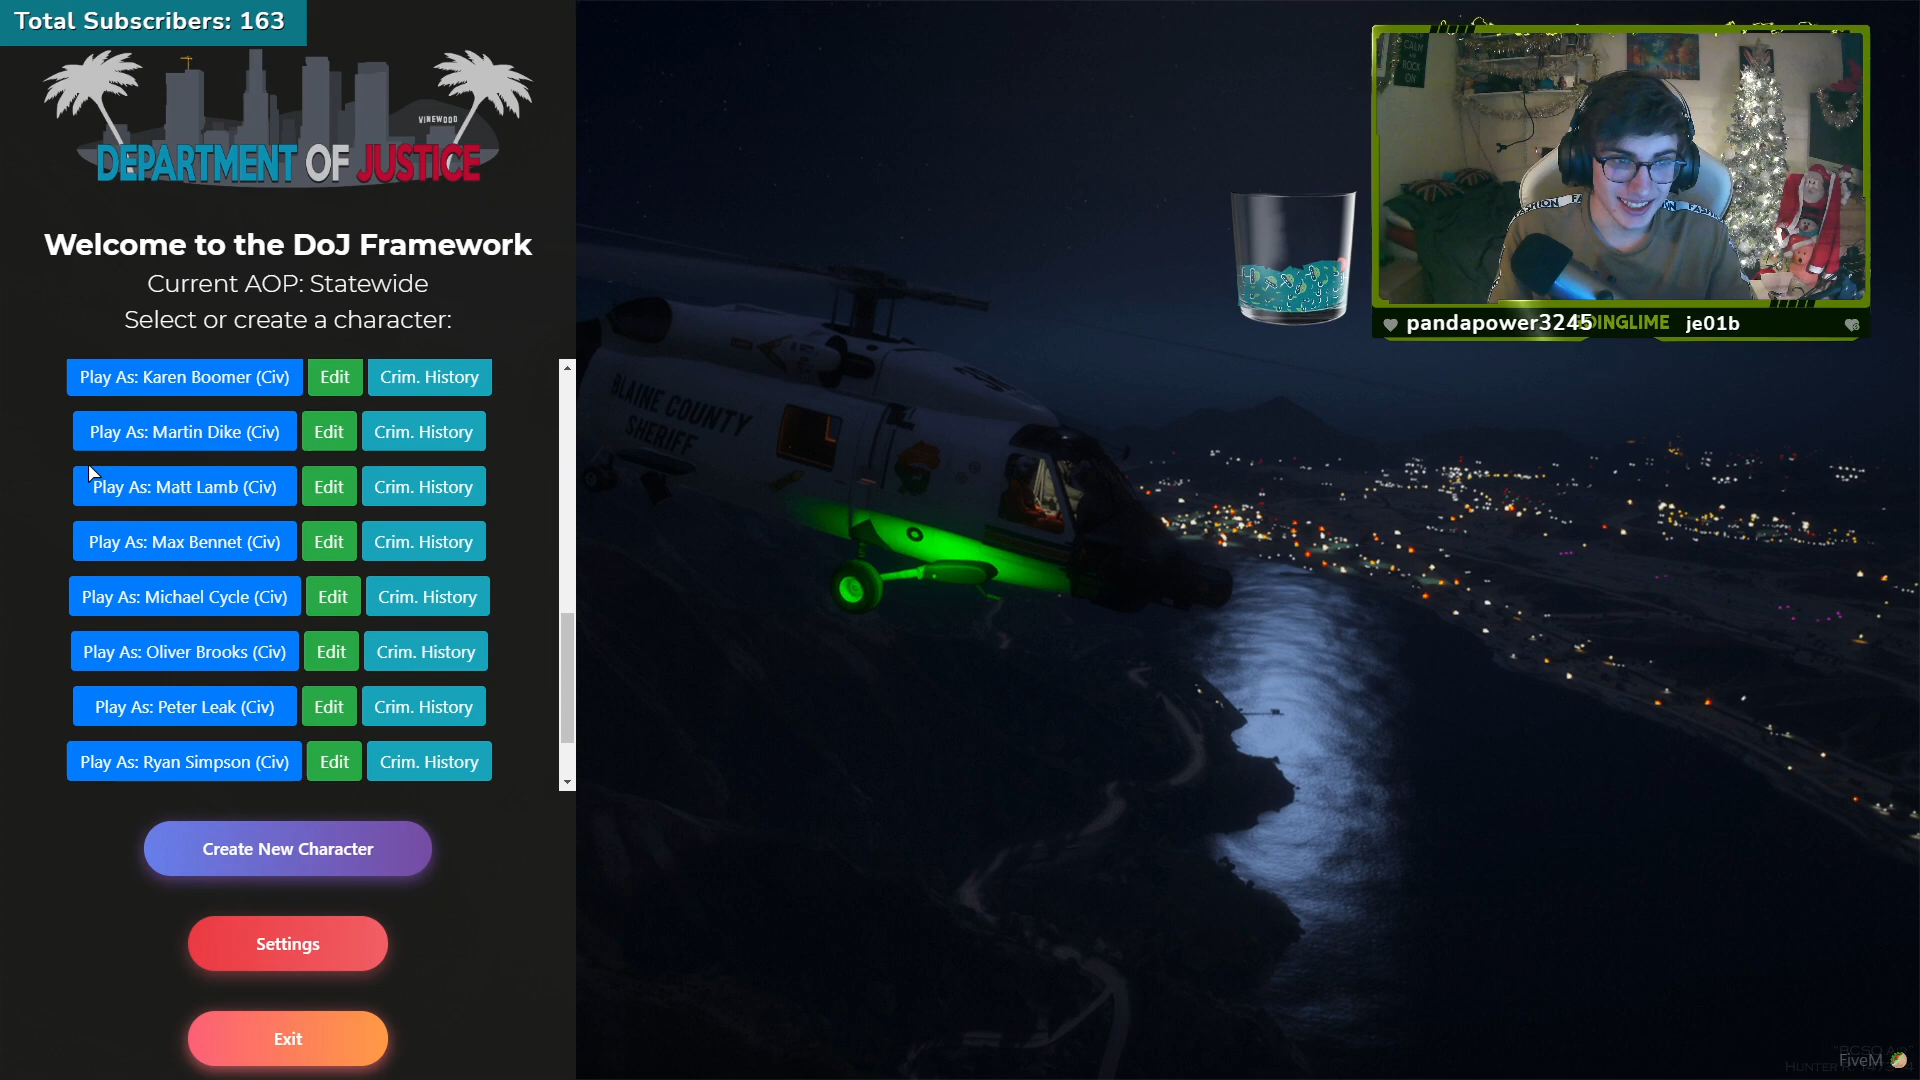 Total Subscribers: 163
VINEWOOD
DEPARTMENT OF JUSTICE
Welcome to the DoJ Framework
Current AOP: Statewide
Select or create a character:
Play As: Karen Boomer (Civ) Edit Crim. History
Play As: Martin Dike (Civ) Edit Crim. History
Play As: Matt Lamb (Civ) Edit Crim. History
Play As: Max Bennet (Civ) Edit Crim. History
Play As: Michael Cycle (Civ) Edit Crim. History
Play As: Oliver Brooks (Civ) Edit Crim. History
Play As: Peter Leak (Civ) Edit Crim. History
Play As: Ryan Simpson (Civ) Edit Crim. History
Create New Character
Settings
Exit
BLAINE COUNTY
SHERIFF
CALM
ROCK
ON
FASHION
pandapower3245
je01b
FiveM